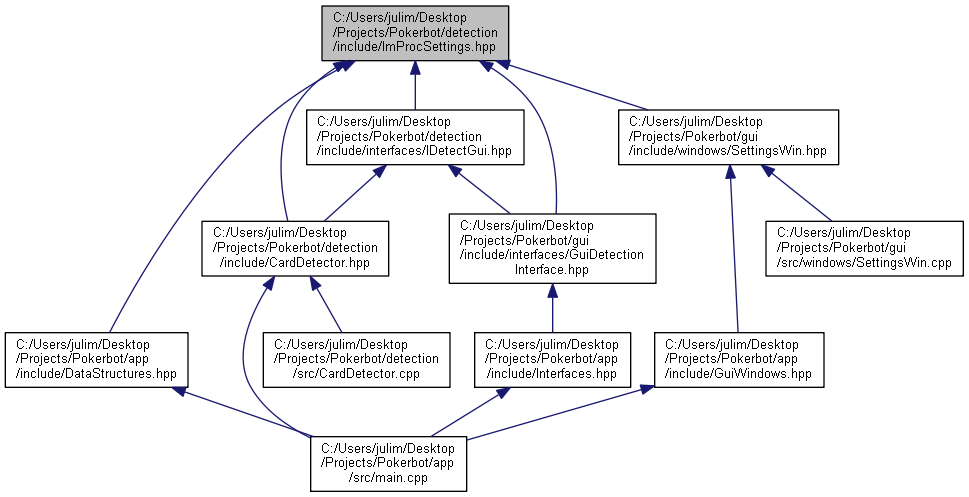 C:/Users/julim/Desktop
/Projects/Pokerbot/detection
/include/ImProcSettings.hpp
C:/Users/julim/Desktop
/Projects/Pokerbot/detection
/include/interfaces/IDetectGui.hpp
C:/Users/julim/Desktop
/Projects/Pokerbot/gui
/include/windows/SettingsWin.hpp
C:/Users/julim/Desktop
/Projects/Pokerbot/detection
/include/CardDetector.hpp
C:/Users/julim/Desktop
/Projects/Pokerbot/gui
/include/interfaces/GuiDetection
Interface.hpp
C:/Users/julim/Desktop
/Projects/Pokerbot/gui
/src/windows/SettingsWin.cpp
C:/Users/julim/Desktop
/Projects/Pokerbot/app
/include/DataStructures.hpp
C:/Users/julim/Desktop
/Projects/Pokerbot/detection
/src/CardDetector.cpp
C:/Users/julim/Desktop
/Projects/Pokerbot/app
/include/Interfaces.hpp
C:/Users/julim/Desktop
/Projects/Pokerbot/app
/include/GuiWindows.hpp
C:/Users/julim/Desktop
/Projects/Pokerbot/app
/src/main.cpp